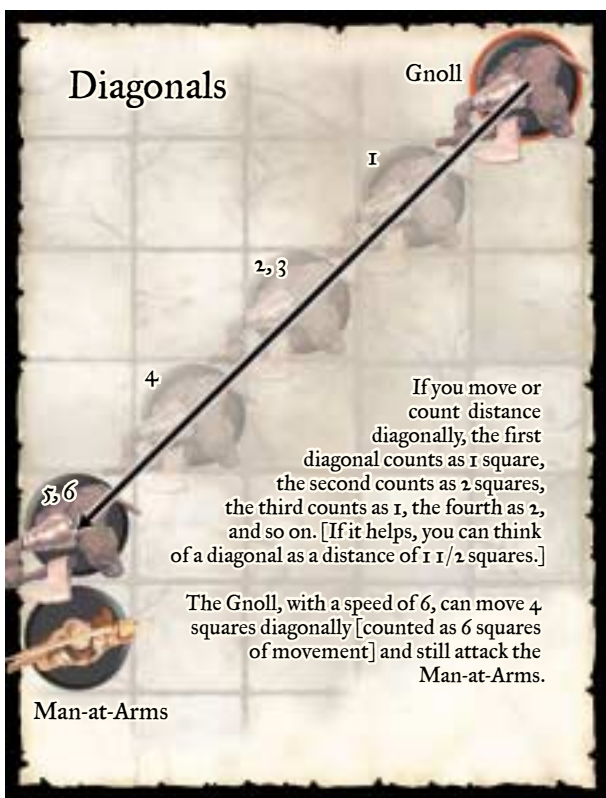 Diagonals
Gnoll
1
2, 3
4
5, 6
If you move or
count distance
diagonally, the first
diagonal counts as 1 square,
the second counts as 2 squares,
the third counts as 1, the fourth as 2,
and so on. [If it helps, you can think
of a diagonal as a distance of 1 1/2 squares.]
The Gnoll, with a speed of 6, can move 4
squares diagonally [counted as 6 squares
of movement] and still attack the
Man-at-Arms.
Man-at-Arms